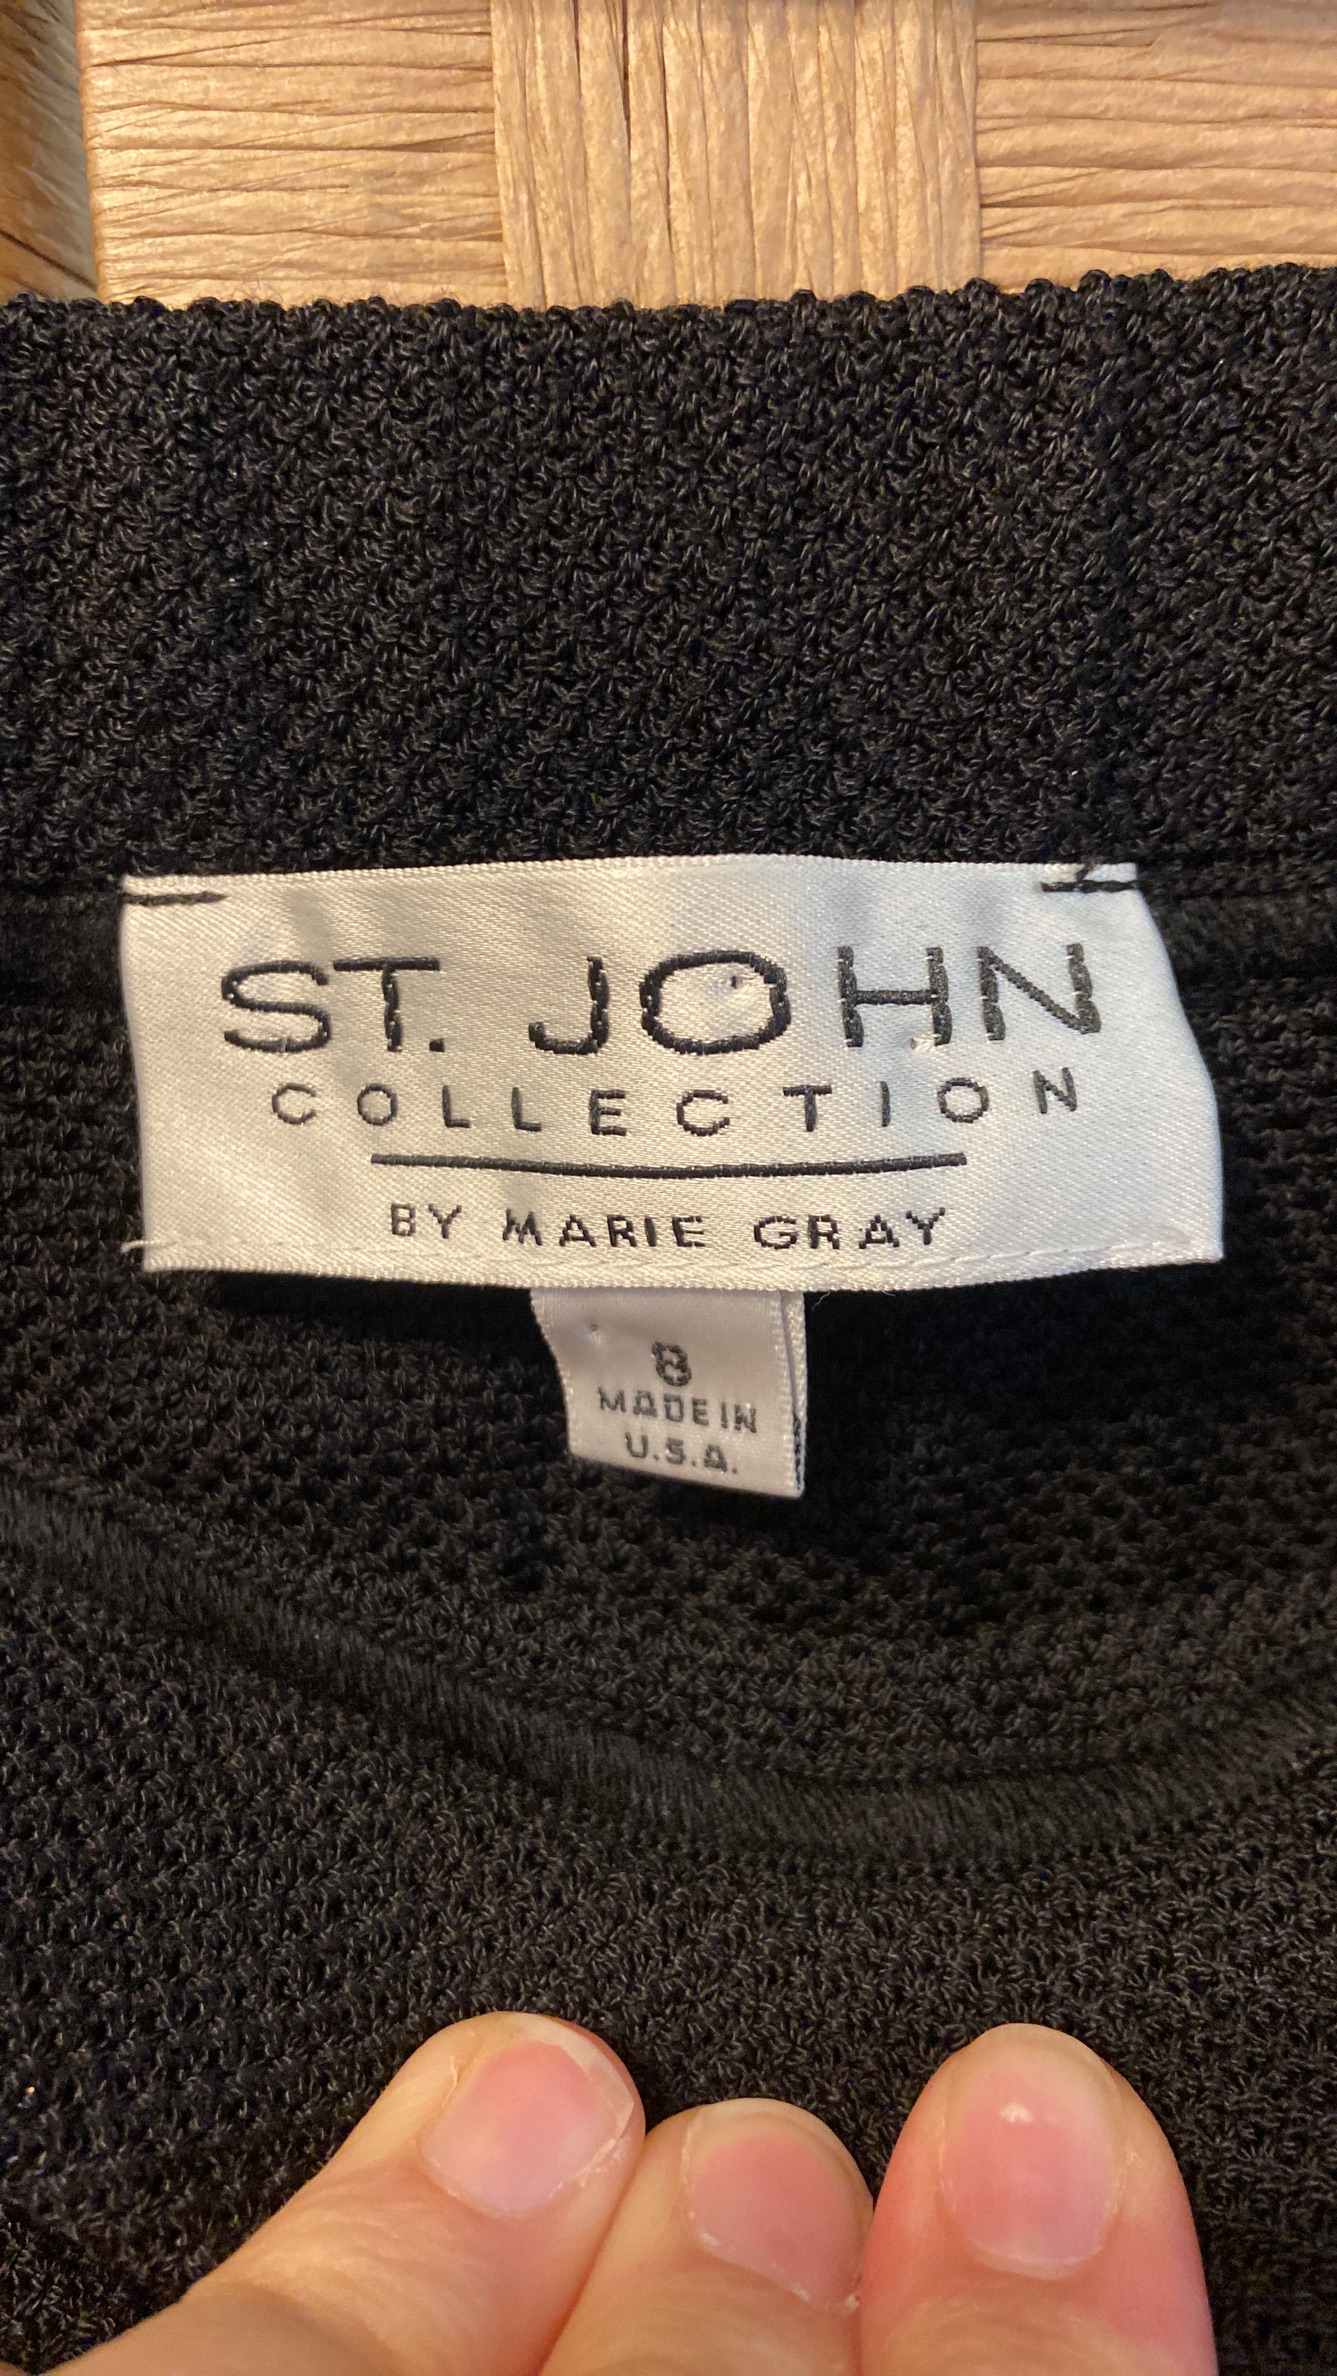 ST. JOHN
COLLECTION
BY MARIE GRAY
8
MADE IN
U.S.A.